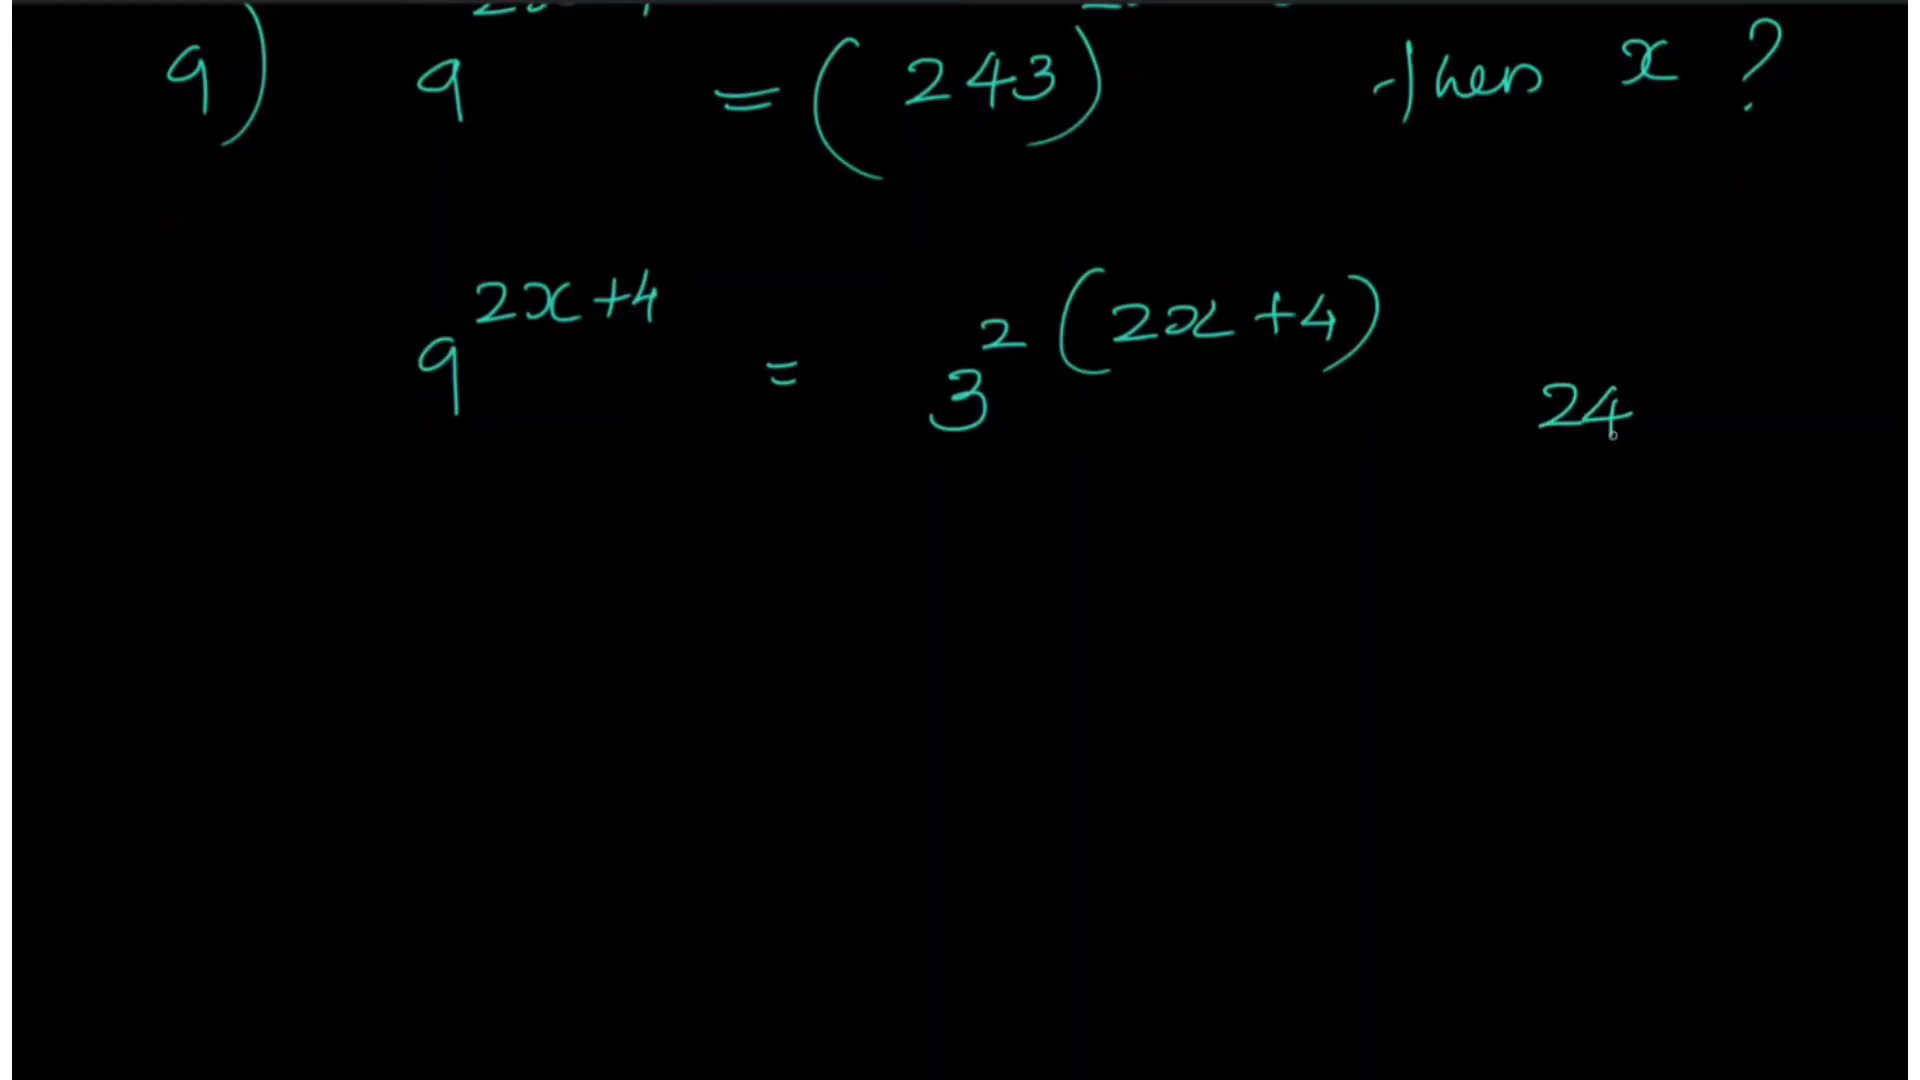 9) 9 = (243) then x ?
9^{2x+4} = 3^{2(2x+4)} 24